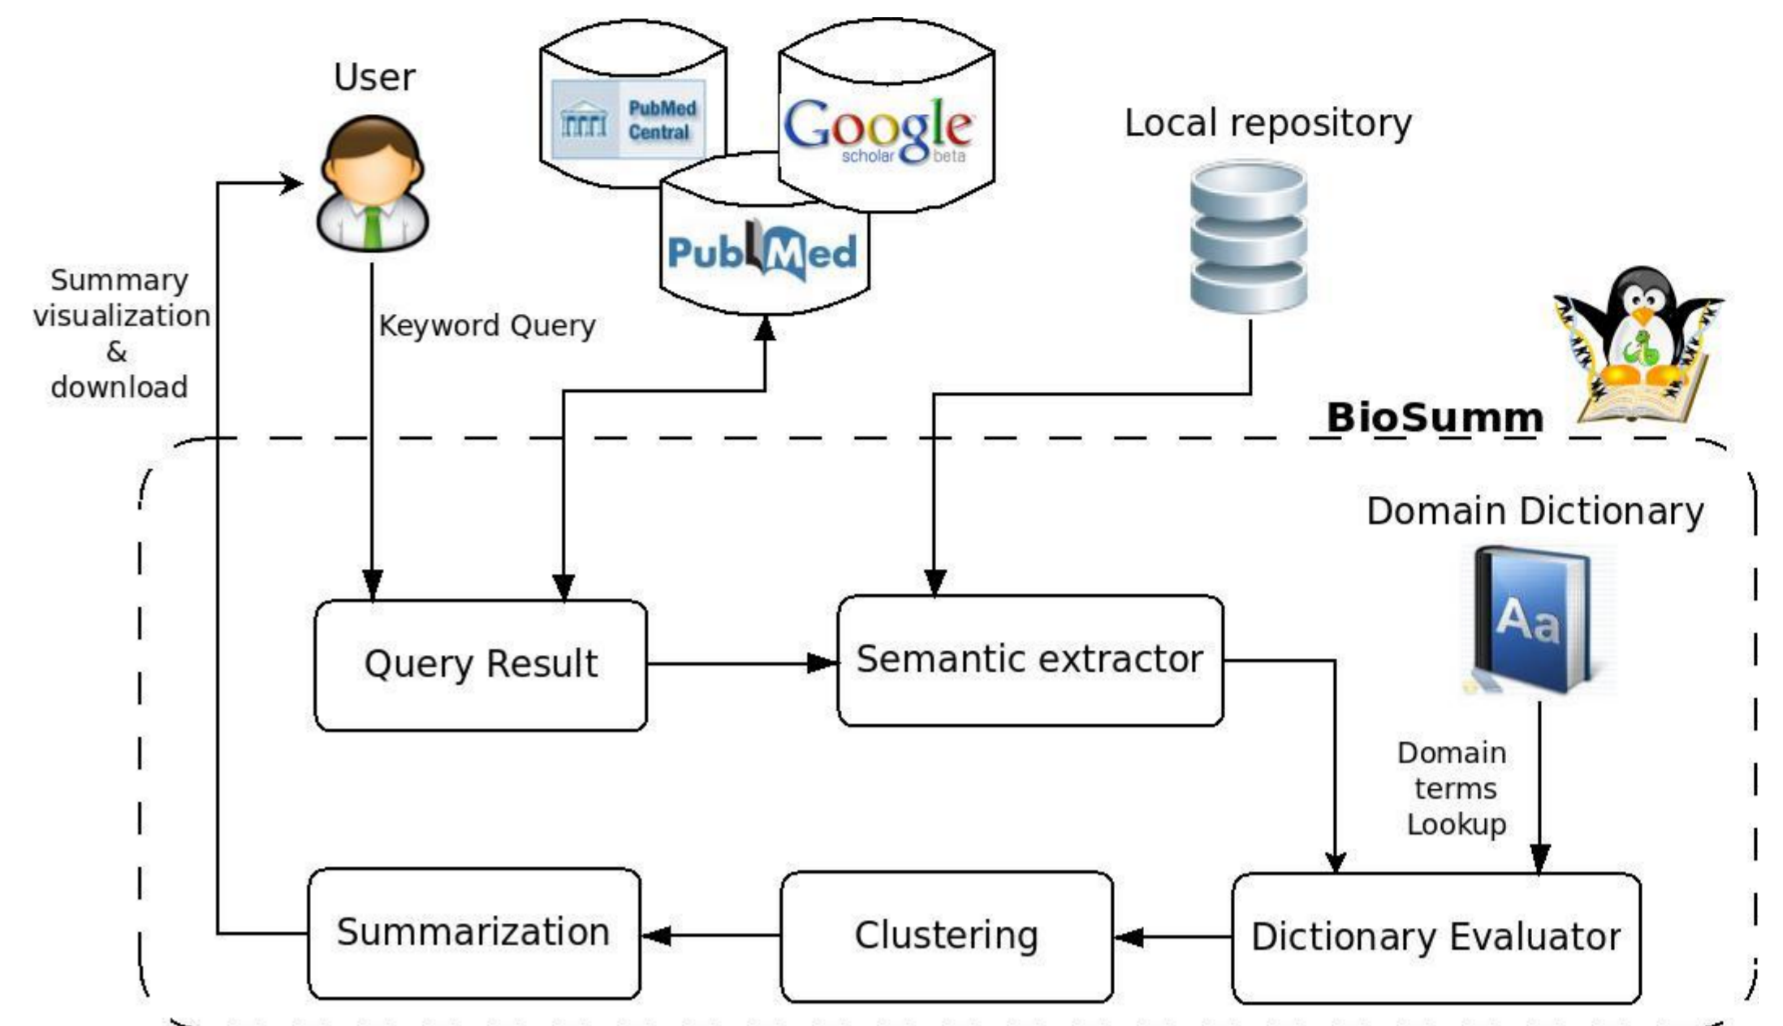 User
PubMed
Central
Google
scholar beta
PubMed
Local repository
Summary
visualization
&
download
Keyword Query
BioSumm
Domain Dictionary
Aa
Query Result
Semantic extractor
Domain
terms
Lookup
Summarization
Clustering
Dictionary Evaluator